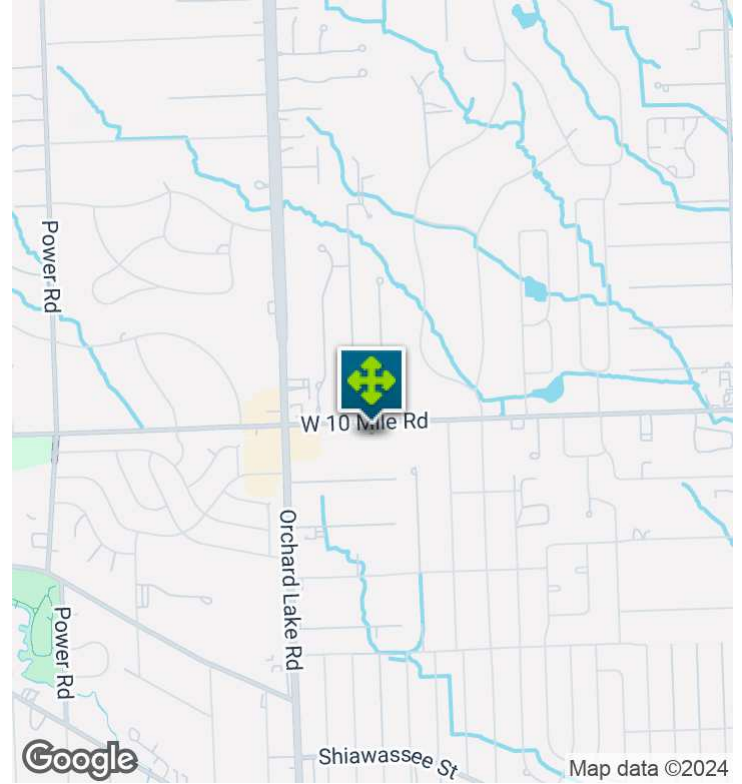 Power Rd
W 10 Mile Rd
Orchard Lake Rd
Power Rd
Shiawassee St
Google
Map data ©2024